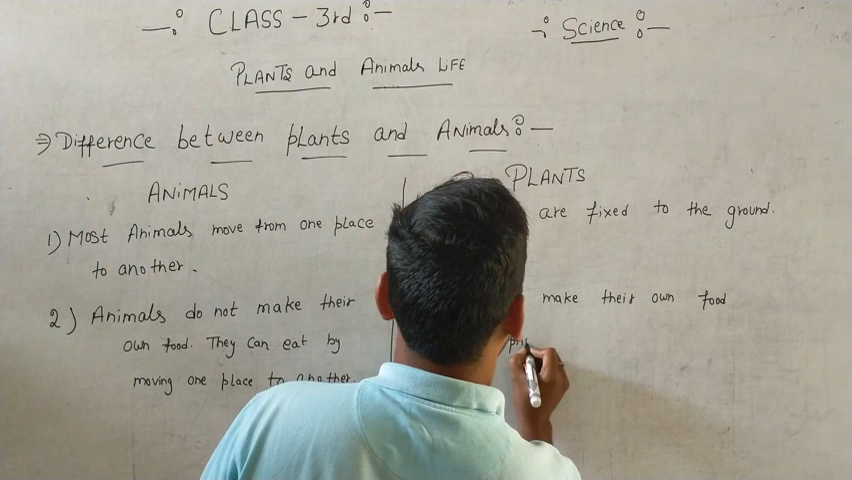 CLASS - 3rd :-
-: Science :-
PLANTS and Animals LIFE
⇒ Difference between plants and Animals :-
ANiMALS
1) MOST Animals move from one place
to another.
2) Animals do not make their
own food. They can eat by
moving one place to another.
PLANTS
are fixed to the ground.
make their own food